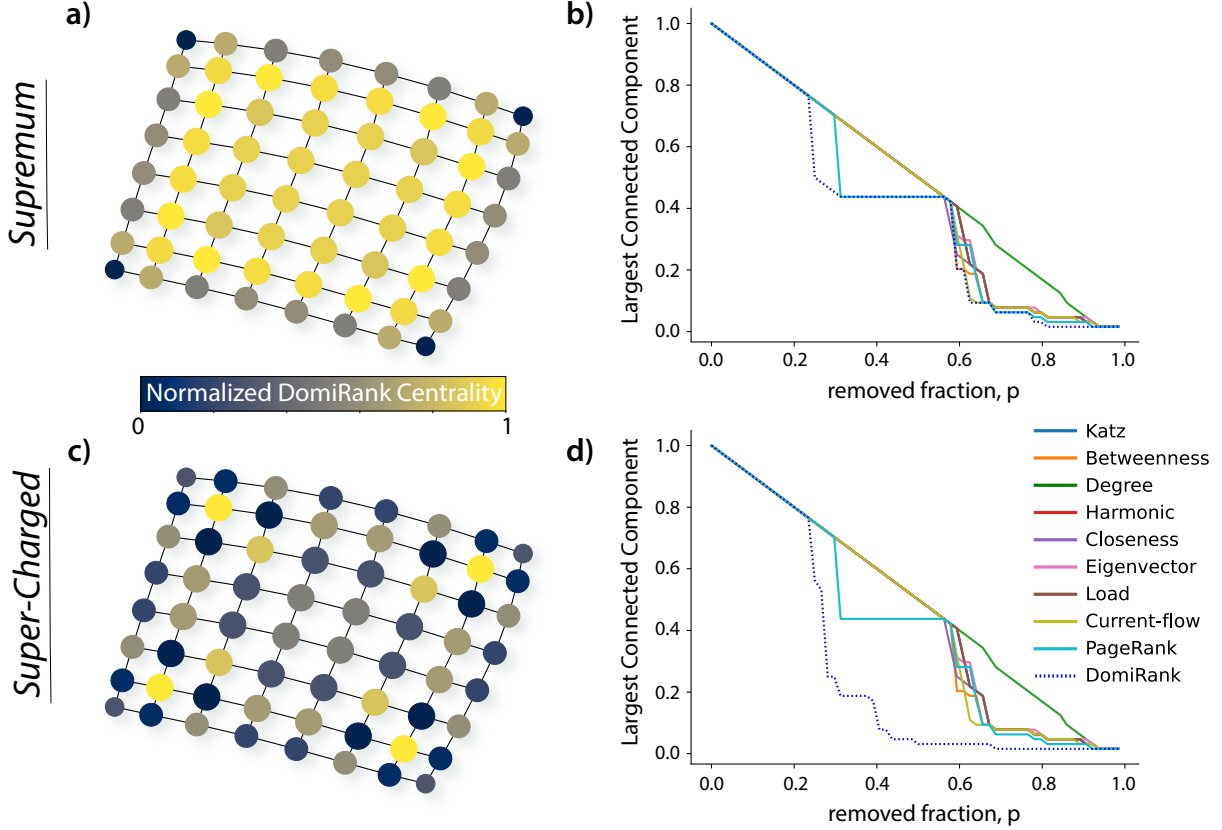 a)
Supremum
Normalized DomiRank Centrality
0
1
b)
Largest Connected Component
1.0
0.8
0.6
0.4
0.2
0.0
0.0
0.2
0.4
0.6
0.8
1.0
removed fraction, p
c)
Super-Charged
d)
Largest Connected Component
1.0
0.8
0.6
0.4
0.2
0.0
0.0
0.2
0.4
0.6
0.8
1.0
removed fraction, p
Katz
Betweenness
Degree
Harmonic
Closeness
Eigenvector
Load
Current-flow
PageRank
DomiRank